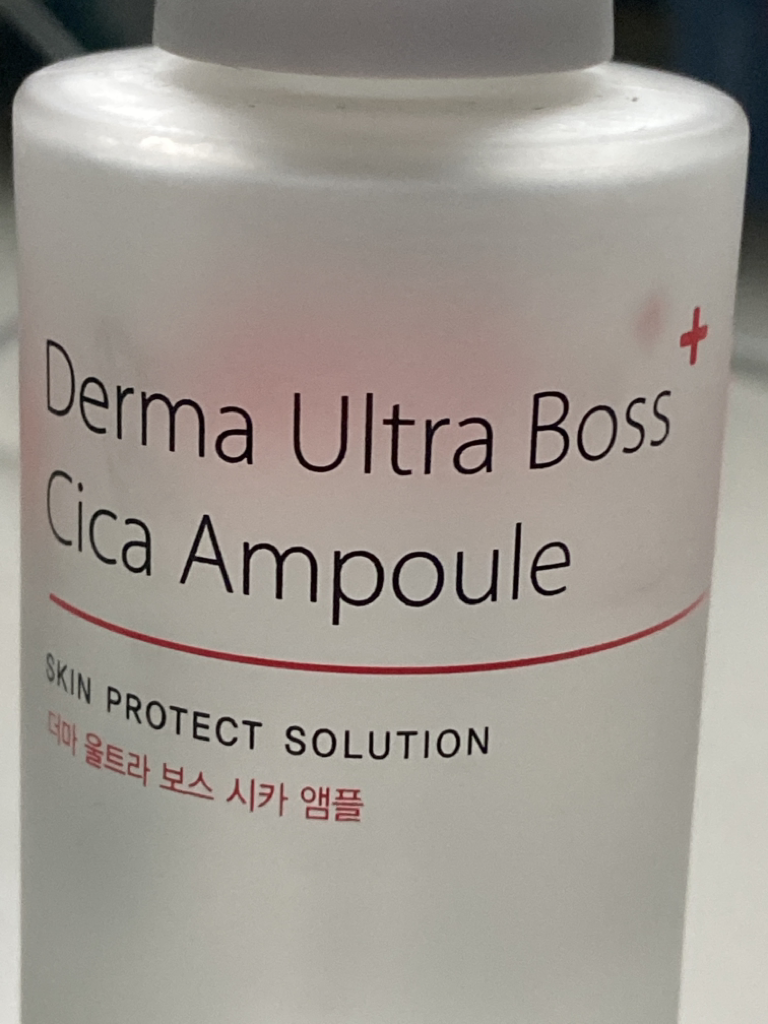 Derma Ultra Boss+
Cica Ampoule
SKIN PROTECT SOLUTION
더마 울트라 보스 시카 앰플